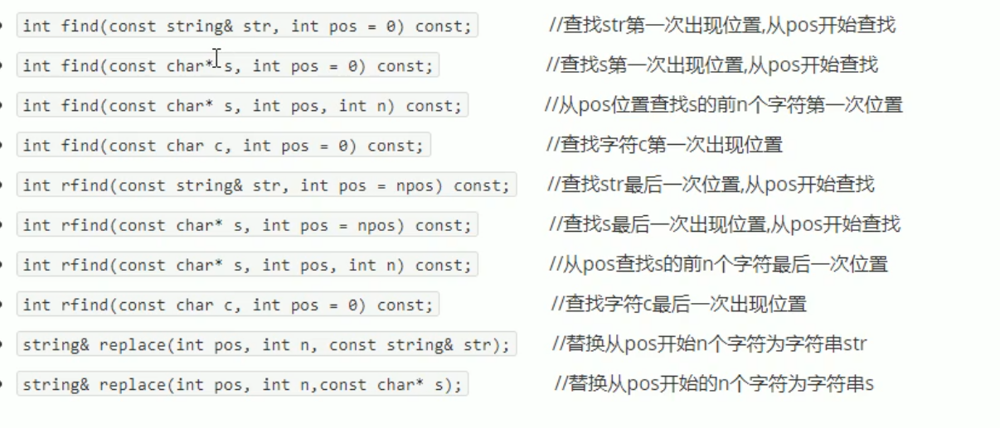 int find(const string& str, int pos = 0) const; //查找str第一次出现位置,从pos开始查找
int find(const char* s, int pos = 0) const; //查找s第一次出现位置,从pos开始查找
int find(const char* s, int pos, int n) const; //从pos位置查找s的前n个字符第一次位置
int find(const char c, int pos = 0) const; //查找字符c第一次出现位置
int rfind(const string& str, int pos = npos) const; //查找str最后一次位置,从pos开始查找
int rfind(const char* s, int pos = npos) const; //查找s最后一次出现位置,从pos开始查找
int rfind(const char* s, int pos, int n) const; //从pos查找s的前n个字符最后一次位置
int rfind(const char c, int pos = 0) const; //查找字符c最后一次出现位置
string& replace(int pos, int n, const string& str); //替换从pos开始n个字符为字符串str
string& replace(int pos, int n,const char* s); //替换从pos开始的n个字符为字符串s